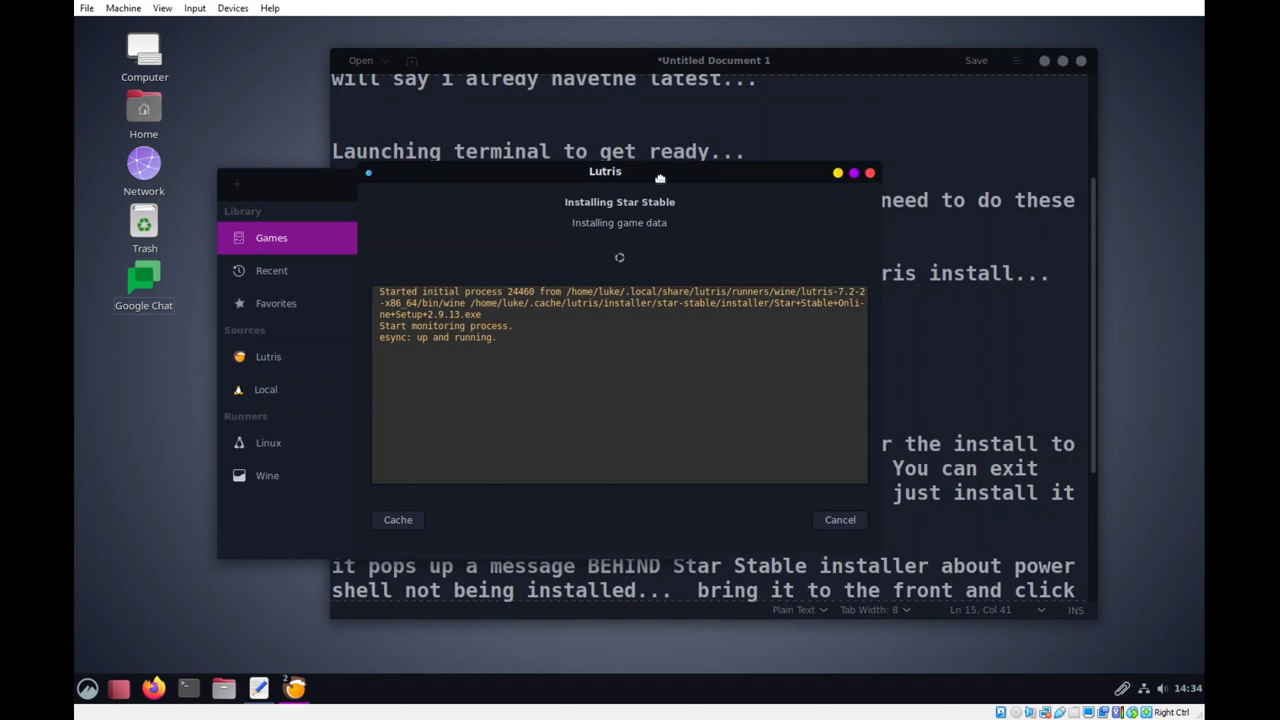 File Machine View Input Devices Help
Computer
Home
Network
Trash
Google Chat
Open
*Untitled Document 1
Save
will say i alredy havethe latest...
Launching terminal to get ready...
need to do these
ris install...
r the install to
You can exit
just install it
it pops up a message BEHIND Star Stable installer about power
shell not being installed... bring it to the front and click
Plain Text Tab Width: 8 Ln 15, Col 41 INS
Library
Games
Recent
Favorites
Sources
Lutris
Local
Runners
Linux
Wine
Lutris
Installing Star Stable
Installing game data
Started initial process 24460 from /home/luke/.local/share/lutris/runners/wine/lutris-7.2-2
-x86_64/bin/wine /home/luke/.cache/lutris/installer/star-stable/installer/Star+Stable+Onli-
ne+Setup+2.9.13.exe
Start monitoring process.
esync: up and running.
Cache
Cancel
2
14:34
Right Ctrl